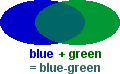 blue + green
= blue-green